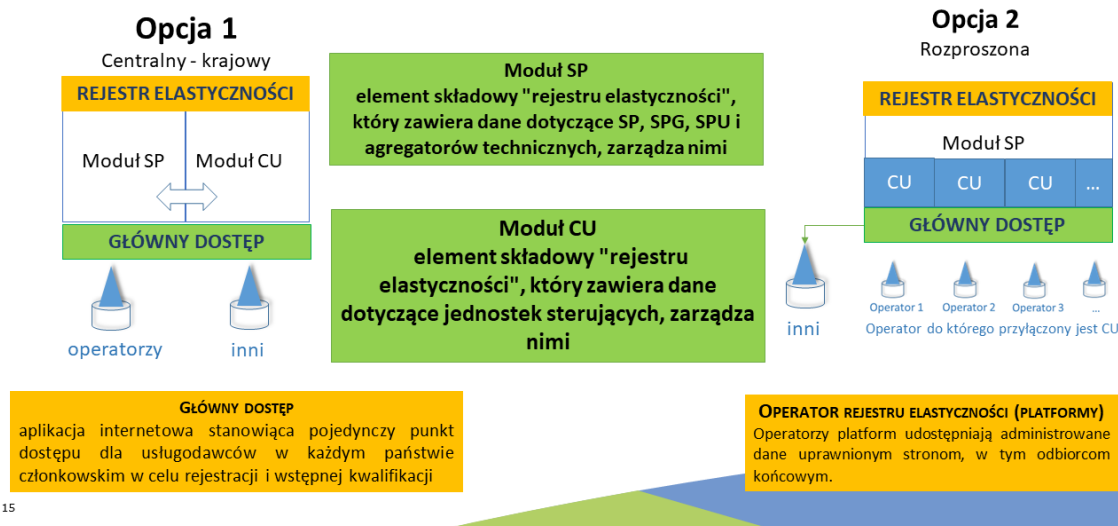 Opcja 1
Centralny - krajowy
REJESTR ELASTYCZNOŚCI
Moduł SP
Moduł CU
GŁÓWNY DOSTĘP
operatorzy
inni
Moduł SP
element składowy "rejestru elastyczności",
który zawiera dane dotyczące SP, SPG, SPU i
agregatorów technicznych, zarządza nimi
Moduł CU
element składowy "rejestru
elastyczności", który zawiera dane
dotyczące jednostek sterujących, zarządza
nimi
Opcja 2
Rozproszona
REJESTR ELASTYCZNOŚCI
Moduł SP
CU
CU
CU
...
GŁÓWNY DOSTĘP
inni
Operator 1
Operator 2
Operator 3
...
Operator do którego przyłączony jest CU
GŁÓWNY DOSTĘP
aplikacja internetowa stanowiąca pojedynczy punkt
dostępu dla usługodawców w każdym państwie
członkowskim w celu rejestracji i wstępnej kwalifikacji
OPERATOR REJESTRU ELASTYCZNOŚCI (PLATFORMY)
Operatorzy platform udostępniają administrowane
dane uprawnionym stronom, w tym odbiorcom
końcowym.
15